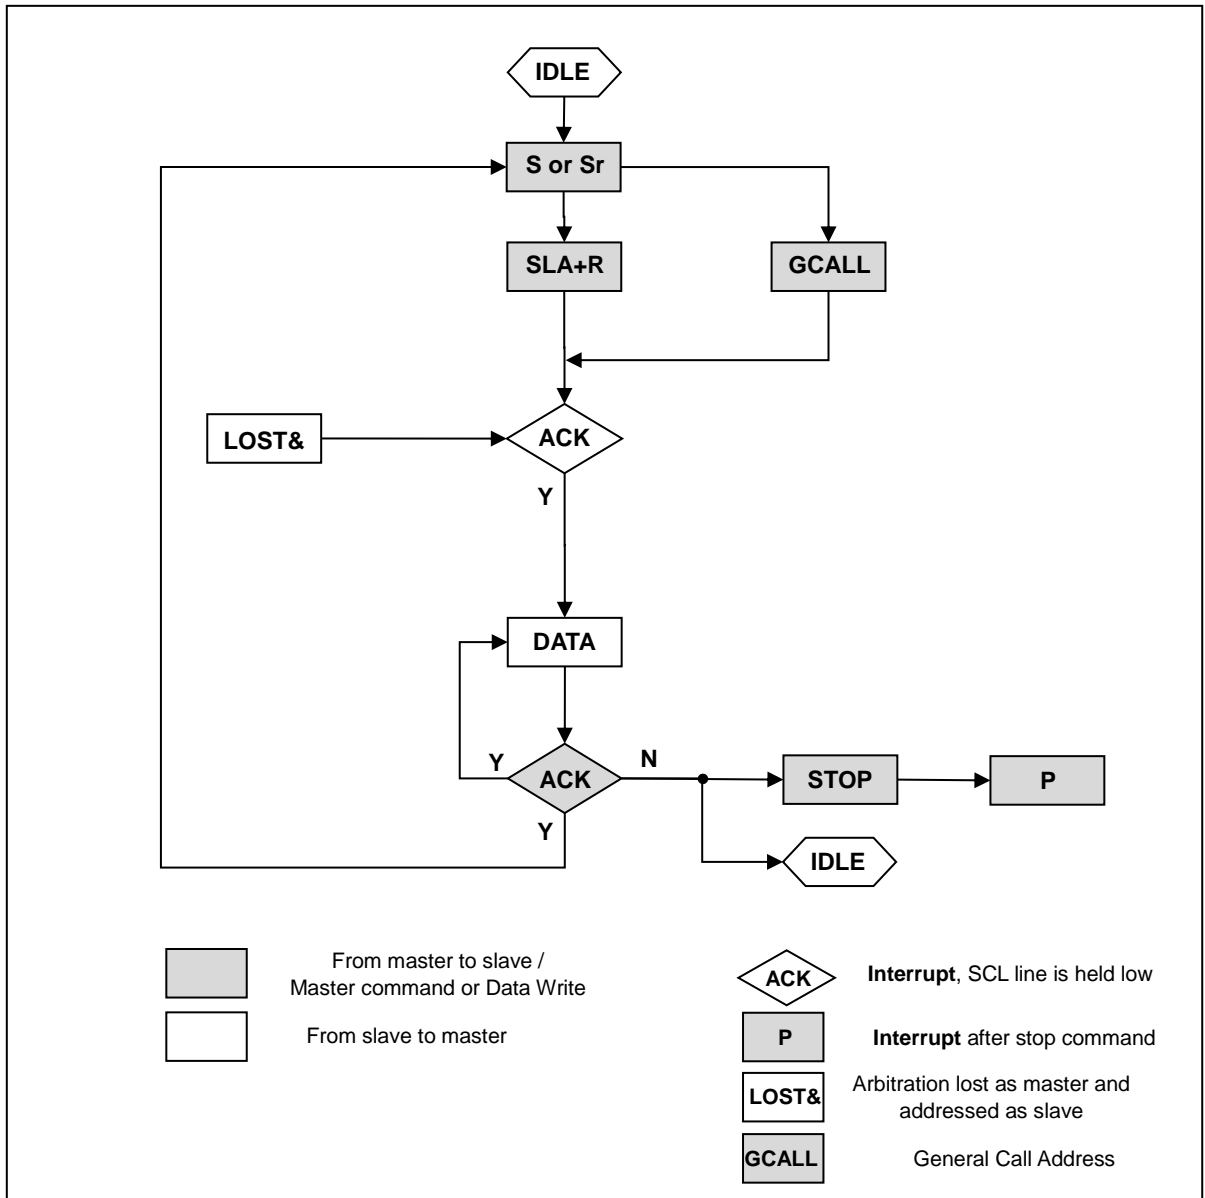 IDLE
S or Sr
SLA+R
GCALL
LOST&
ACK
Y
DATA
Y
ACK
N
STOP
P
Y
IDLE
From master to slave /
Master command or Data Write
From slave to master
ACK
Interrupt, SCL line is held low
P
Interrupt after stop command
LOST&
Arbitration lost as master and
addressed as slave
GCALL
General Call Address